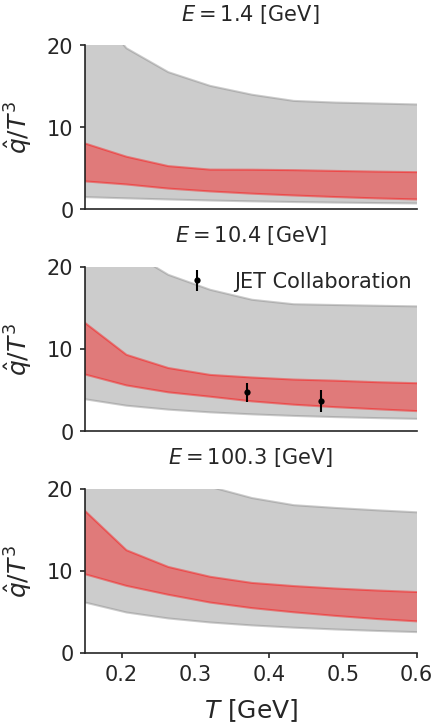 E = 1.4 [GeV]
20
10
0
q̂/T³
E = 10.4 [GeV]
JET Collaboration
20
10
0
q̂/T³
E = 100.3 [GeV]
20
10
0
q̂/T³
0.2 0.3 0.4 0.5 0.6
T [GeV]